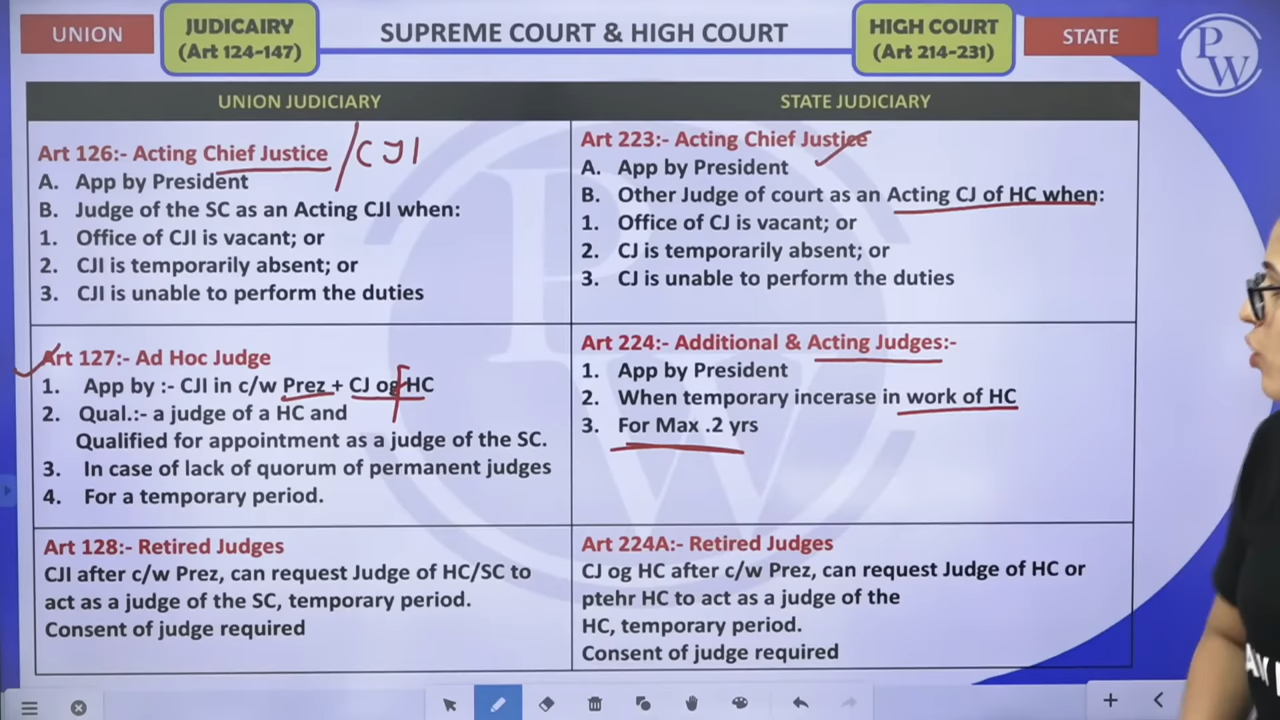 UNION
JUDICAIRY
(Art 124-147)
SUPREME COURT & HIGH COURT
HIGH COURT
(Art 214-231)
STATE
PW
UNION JUDICIARY
STATE JUDICIARY
Art 126:- Acting Chief Justice / CJI
A. App by President
B. Judge of the SC as an Acting CJI when:
1. Office of CJI is vacant; or
2. CJI is temporarily absent; or
3. CJI is unable to perform the duties
Art 223:- Acting Chief Justice
A. App by President
B. Other Judge of court as an Acting CJ of HC when:
1. Office of CJ is vacant; or
2. CJ is temporarily absent; or
3. CJ is unable to perform the duties
Art 127:- Ad Hoc Judge
1. App by :- CJI in c/w Prez + CJ og HC
2. Qual.:- a judge of a HC and
Qualified for appointment as a judge of the SC.
3. In case of lack of quorum of permanent judges
4. For a temporary period.
Art 224:- Additional & Acting Judges:-
1. App by President
2. When temporary incerase in work of HC
3. For Max .2 yrs
Art 128:- Retired Judges
CJI after c/w Prez, can request Judge of HC/SC to
act as a judge of the SC, temporary period.
Consent of judge required
Art 224A:- Retired Judges
CJ og HC after c/w Prez, can request Judge of HC or
ptehr HC to act as a judge of the
HC, temporary period.
Consent of judge required